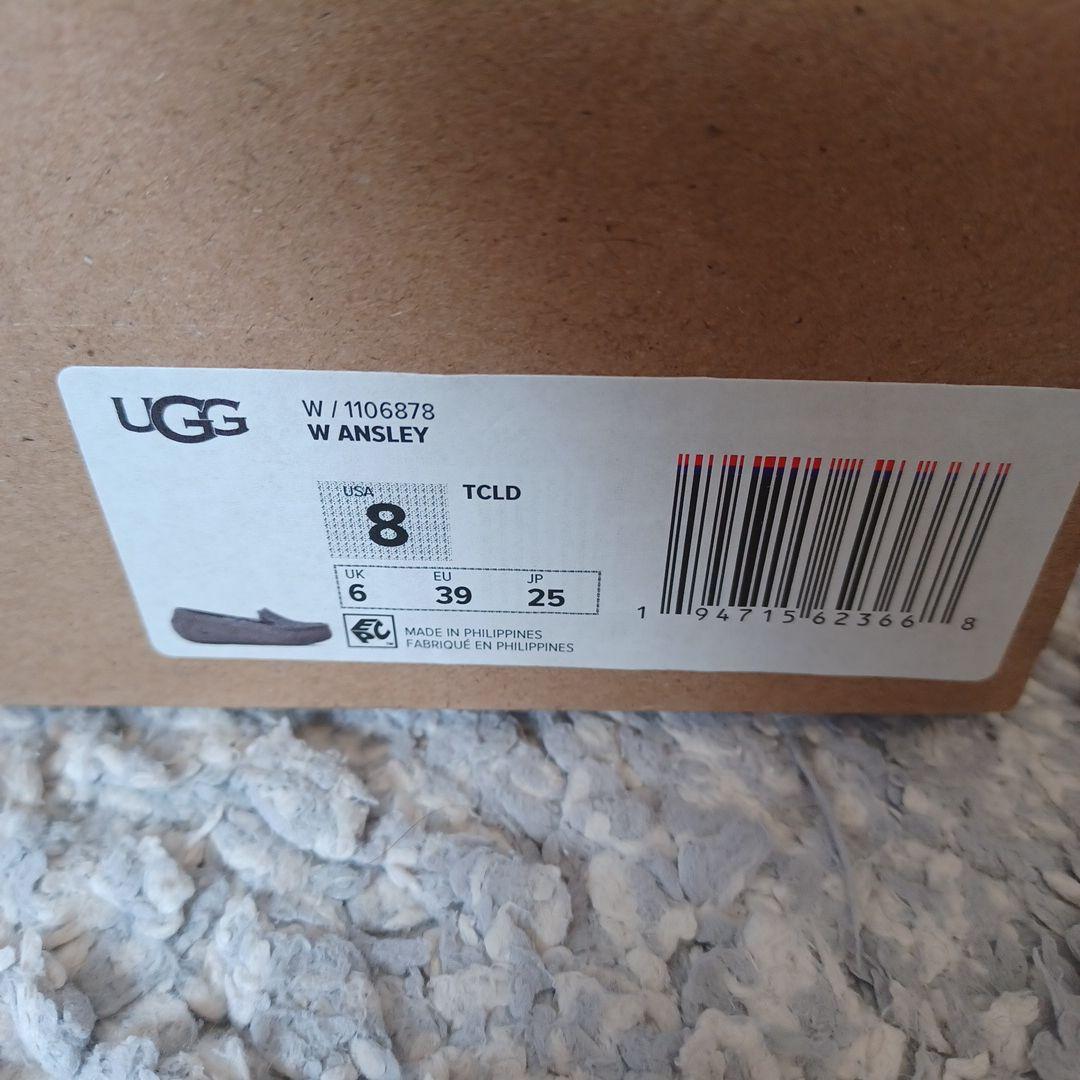 UGG
W / 1106878
W ANSLEY
USA
8
TCLD
UK EU JP
6 39 25
EPC™
MADE IN PHILIPPINES
FABRIQUÉ EN PHILIPPINES
1 94715 62366 8